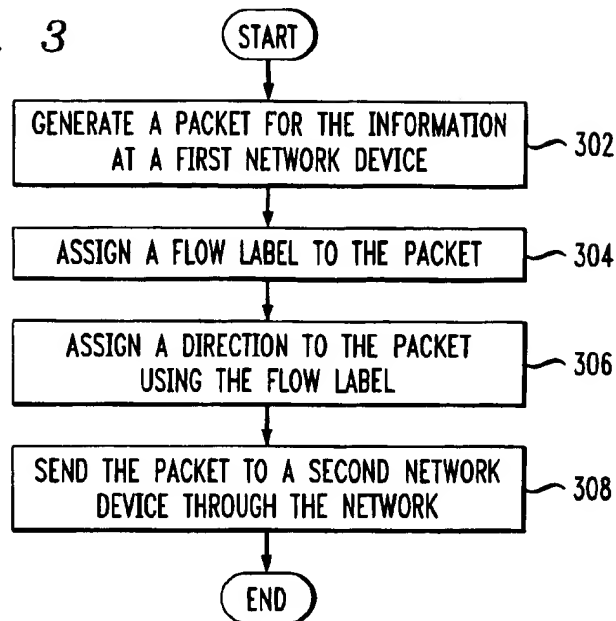 . 3
START
GENERATE A PACKET FOR THE INFORMATION
AT A FIRST NETWORK DEVICE
302
ASSIGN A FLOW LABEL TO THE PACKET
304
ASSIGN A DIRECTION TO THE PACKET
USING THE FLOW LABEL
306
SEND THE PACKET TO A SECOND NETWORK
DEVICE THROUGH THE NETWORK
308
END